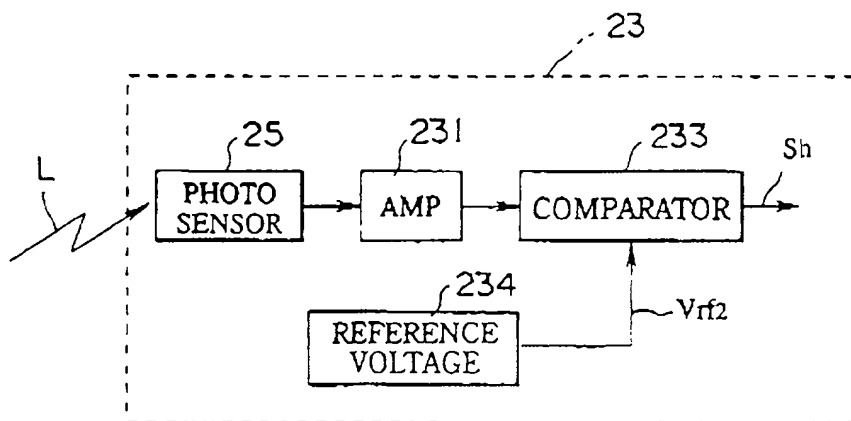 23
25
231
233
Sh
L
PHOTO
SENSOR
AMP
COMPARATOR
234
Vrf2
REFERENCE
VOLTAGE